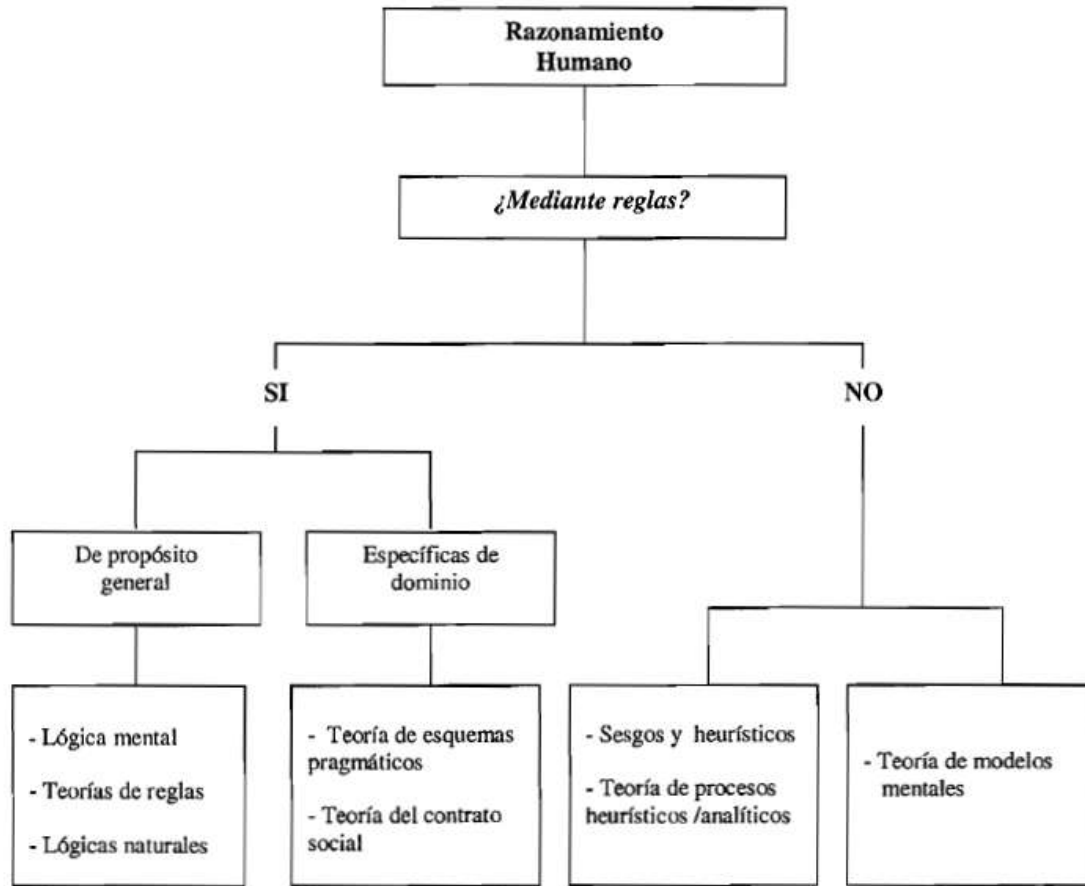 Razonamiento
Humano
¿Mediante reglas?
SI
NO
De propósito
general
Específicas de
dominio
- Lógica mental
- Teorías de reglas
- Lógicas naturales
- Teoría de esquemas
pragmáticos
- Teoría del contrato
social
- Sesgos y heurísticos
- Teoría de procesos
heurísticos /analíticos
- Teoría de modelos
mentales